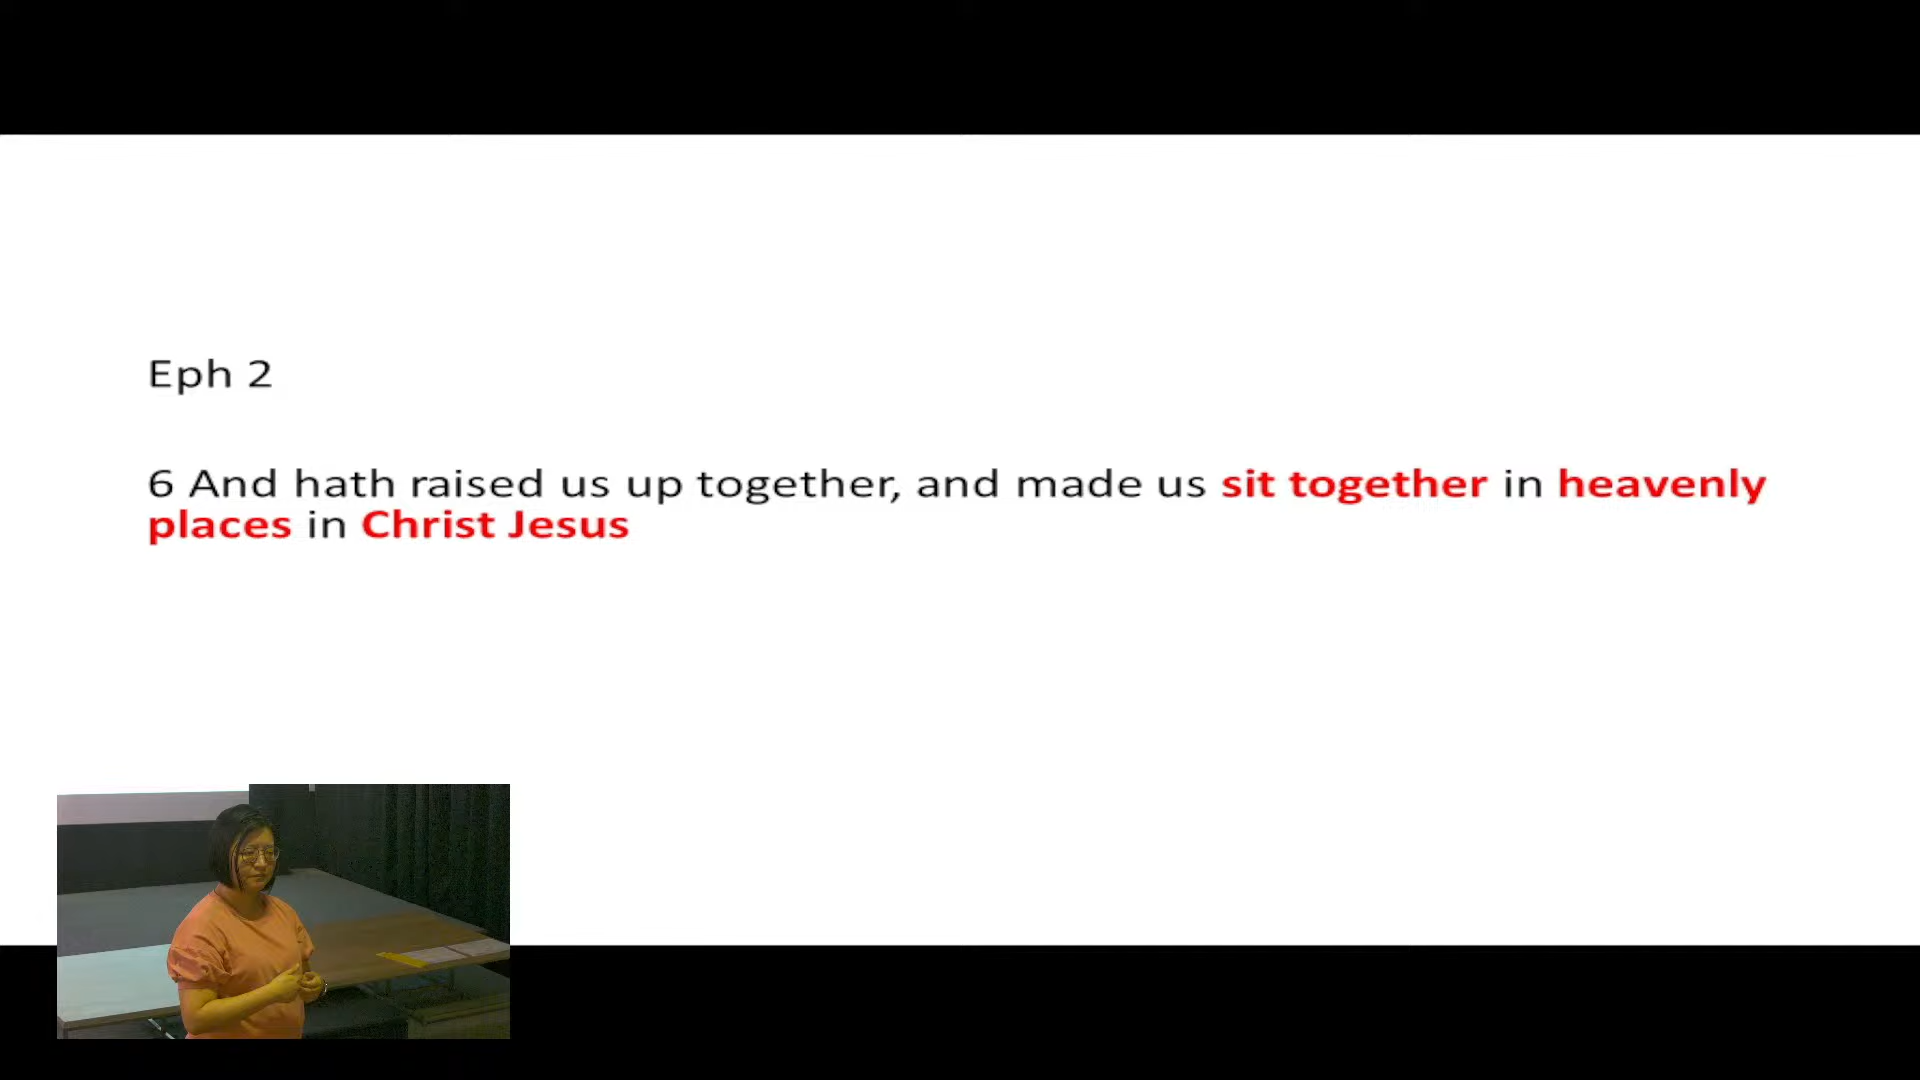 Eph 2
6 And hath raised us up together, and made us sit together in heavenly
places in Christ Jesus